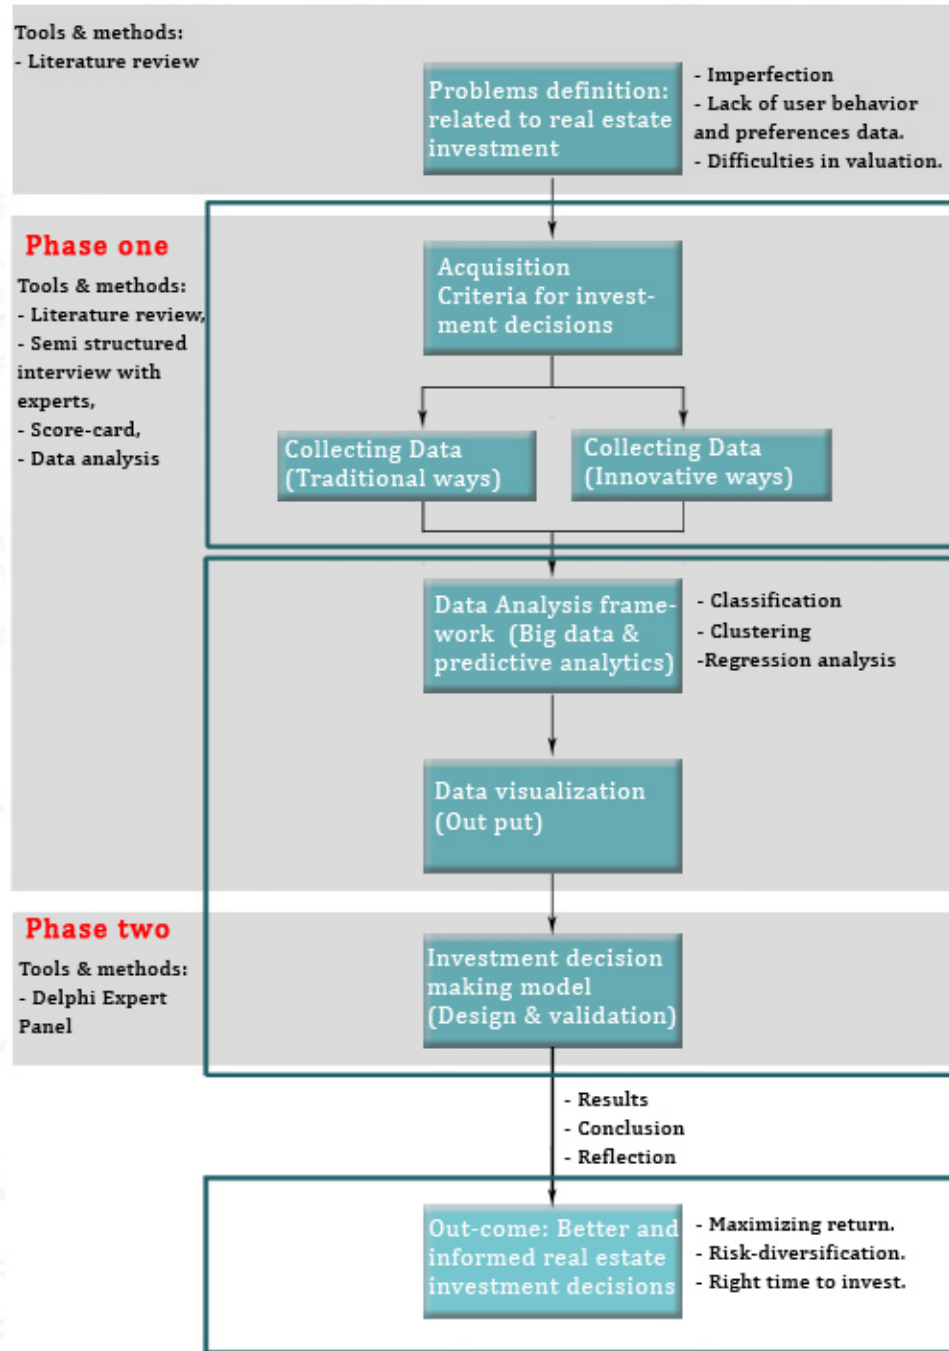 Tools & methods:
- Literature review
Problems definition:
related to real estate
investment
- Imperfection
- Lack of user behavior
and preferences data.
- Difficulties in valuation.
Phase one
Tools & methods:
- Literature review,
- Semi structured
interview with
experts,
- Score-card,
- Data analysis
Acquisition
Criteria for invest-
ment decisions
Collecting Data
(Traditional ways)
Collecting Data
(Innovative ways)
Data Analysis frame-
work (Big data &
predictive analytics)
- Classification
- Clustering
-Regression analysis
Data visualization
(Out put)
Phase two
Tools & methods:
- Delphi Expert
Panel
Investment decision
making model
(Design & validation)
- Results
- Conclusion
- Reflection
Out-come: Better and
informed real estate
investment decisions
- Maximizing return.
- Risk-diversification.
- Right time to invest.